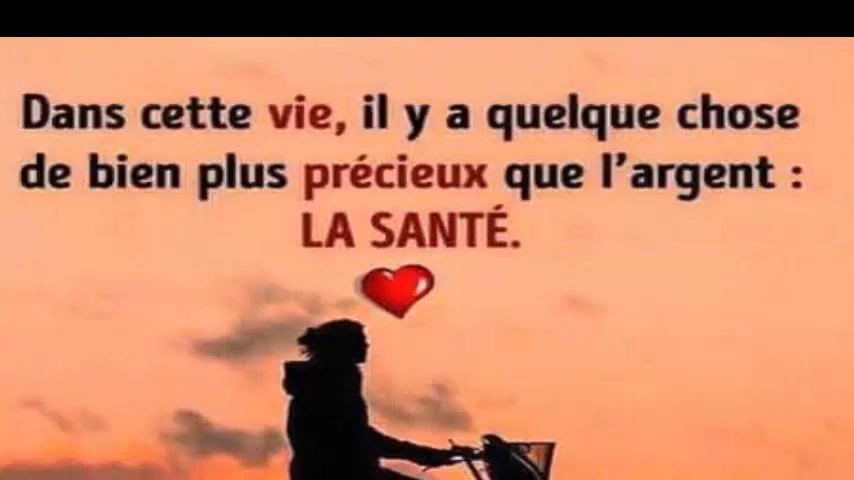 Dans cette vie, il y a quelque chose
de bien plus précieux que l'argent :
LA SANTÉ.